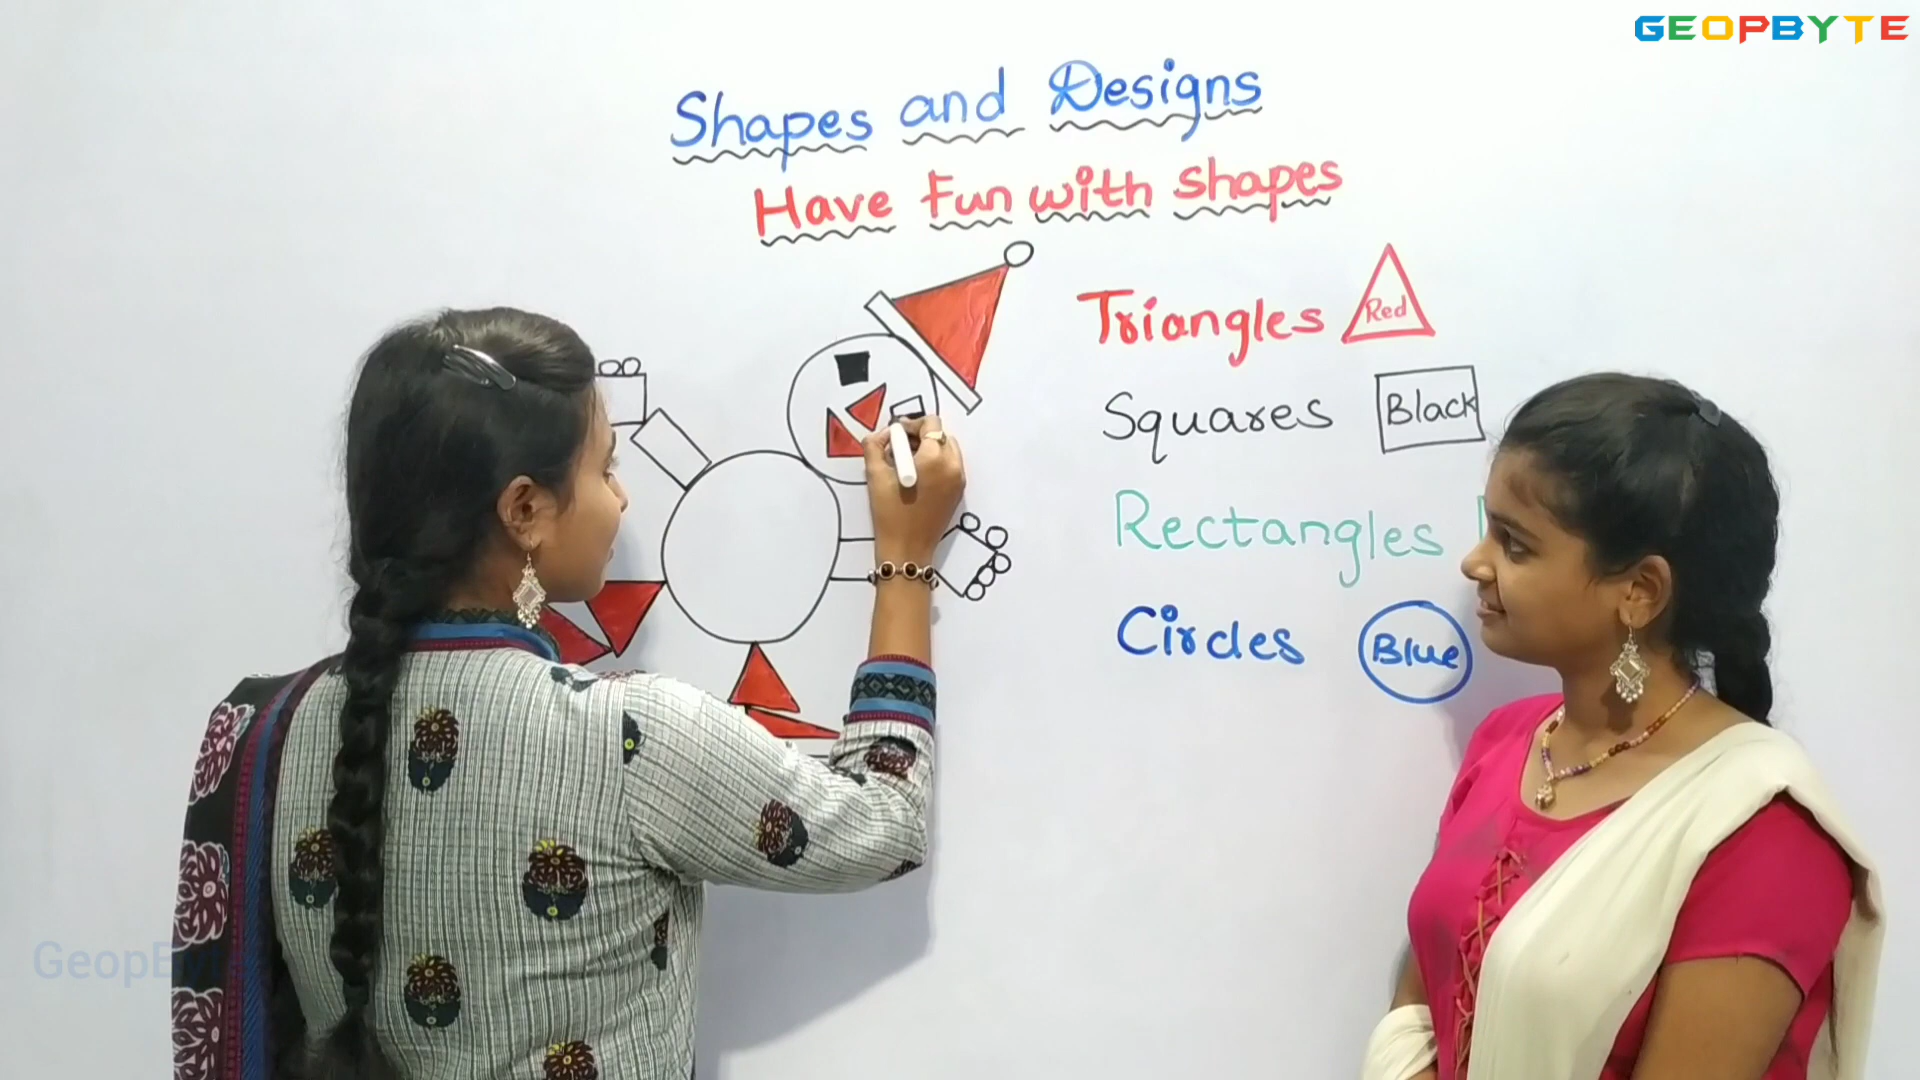 GEOPBYTE
Shapes and Designs
Have Fun with shapes
Triangles Red
Squares Black
Rectangles
Circles Blue